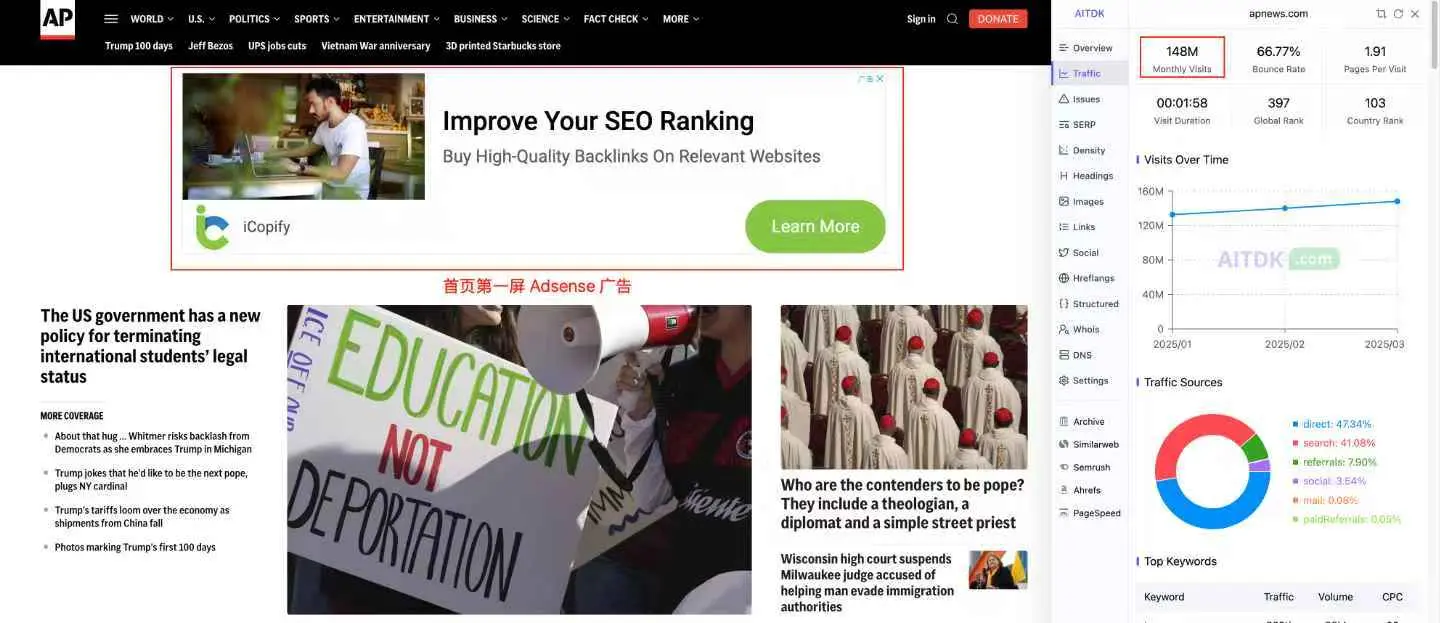 AP
WORLD
U.S.
POLITICS
SPORTS
ENTERTAINMENT
BUSINESS
SCIENCE
FACT CHECK
MORE
Sign in
DONATE
Trump 100 days
Jeff Bezos
UPS jobs cuts
Vietnam War anniversary
3D printed Starbucks store
广告
Improve Your SEO Ranking
Buy High-Quality Backlinks On Relevant Websites
iCopify
Learn More
首页第一屏 Adsense 广告
The US government has a new
policy for terminating
international students’ legal
status
MORE COVERAGE
About that hug ... Whitmer risks backlash from
Democrats as she embraces Trump in Michigan
Trump jokes that he’d like to be the next pope,
plugs NY cardinal
Trump’s tariffs loom over the economy as
shipments from China fall
Photos marking Trump’s first 100 days
ICE OFF OUR
EDUCATION
NOT
DEPORTATION
Who are the contenders to be pope?
They include a theologian, a
diplomat and a simple street priest
Wisconsin high court suspends
Milwaukee judge accused of
helping man evade immigration
authorities
AITDK
apnews.com
Overview
Traffic
Issues
SERP
Density
Headings
Images
Links
Social
Hreflangs
Structured
Whois
DNS
Settings
Archive
Similarweb
Semrush
Ahrefs
PageSpeed
148M
Monthly Visits
66.77%
Bounce Rate
1.91
Pages Per Visit
00:01:58
Visit Duration
397
Global Rank
103
Country Rank
Visits Over Time
160M
120M
80M
40M
0
AITDK .com
2025/01
2025/02
2025/03
Traffic Sources
direct: 47.34%
search: 41.08%
referrals: 7.90%
social: 3.54%
mail: 0.08%
paidReferrals: 0.05%
Top Keywords
Keyword
Traffic
Volume
CPC